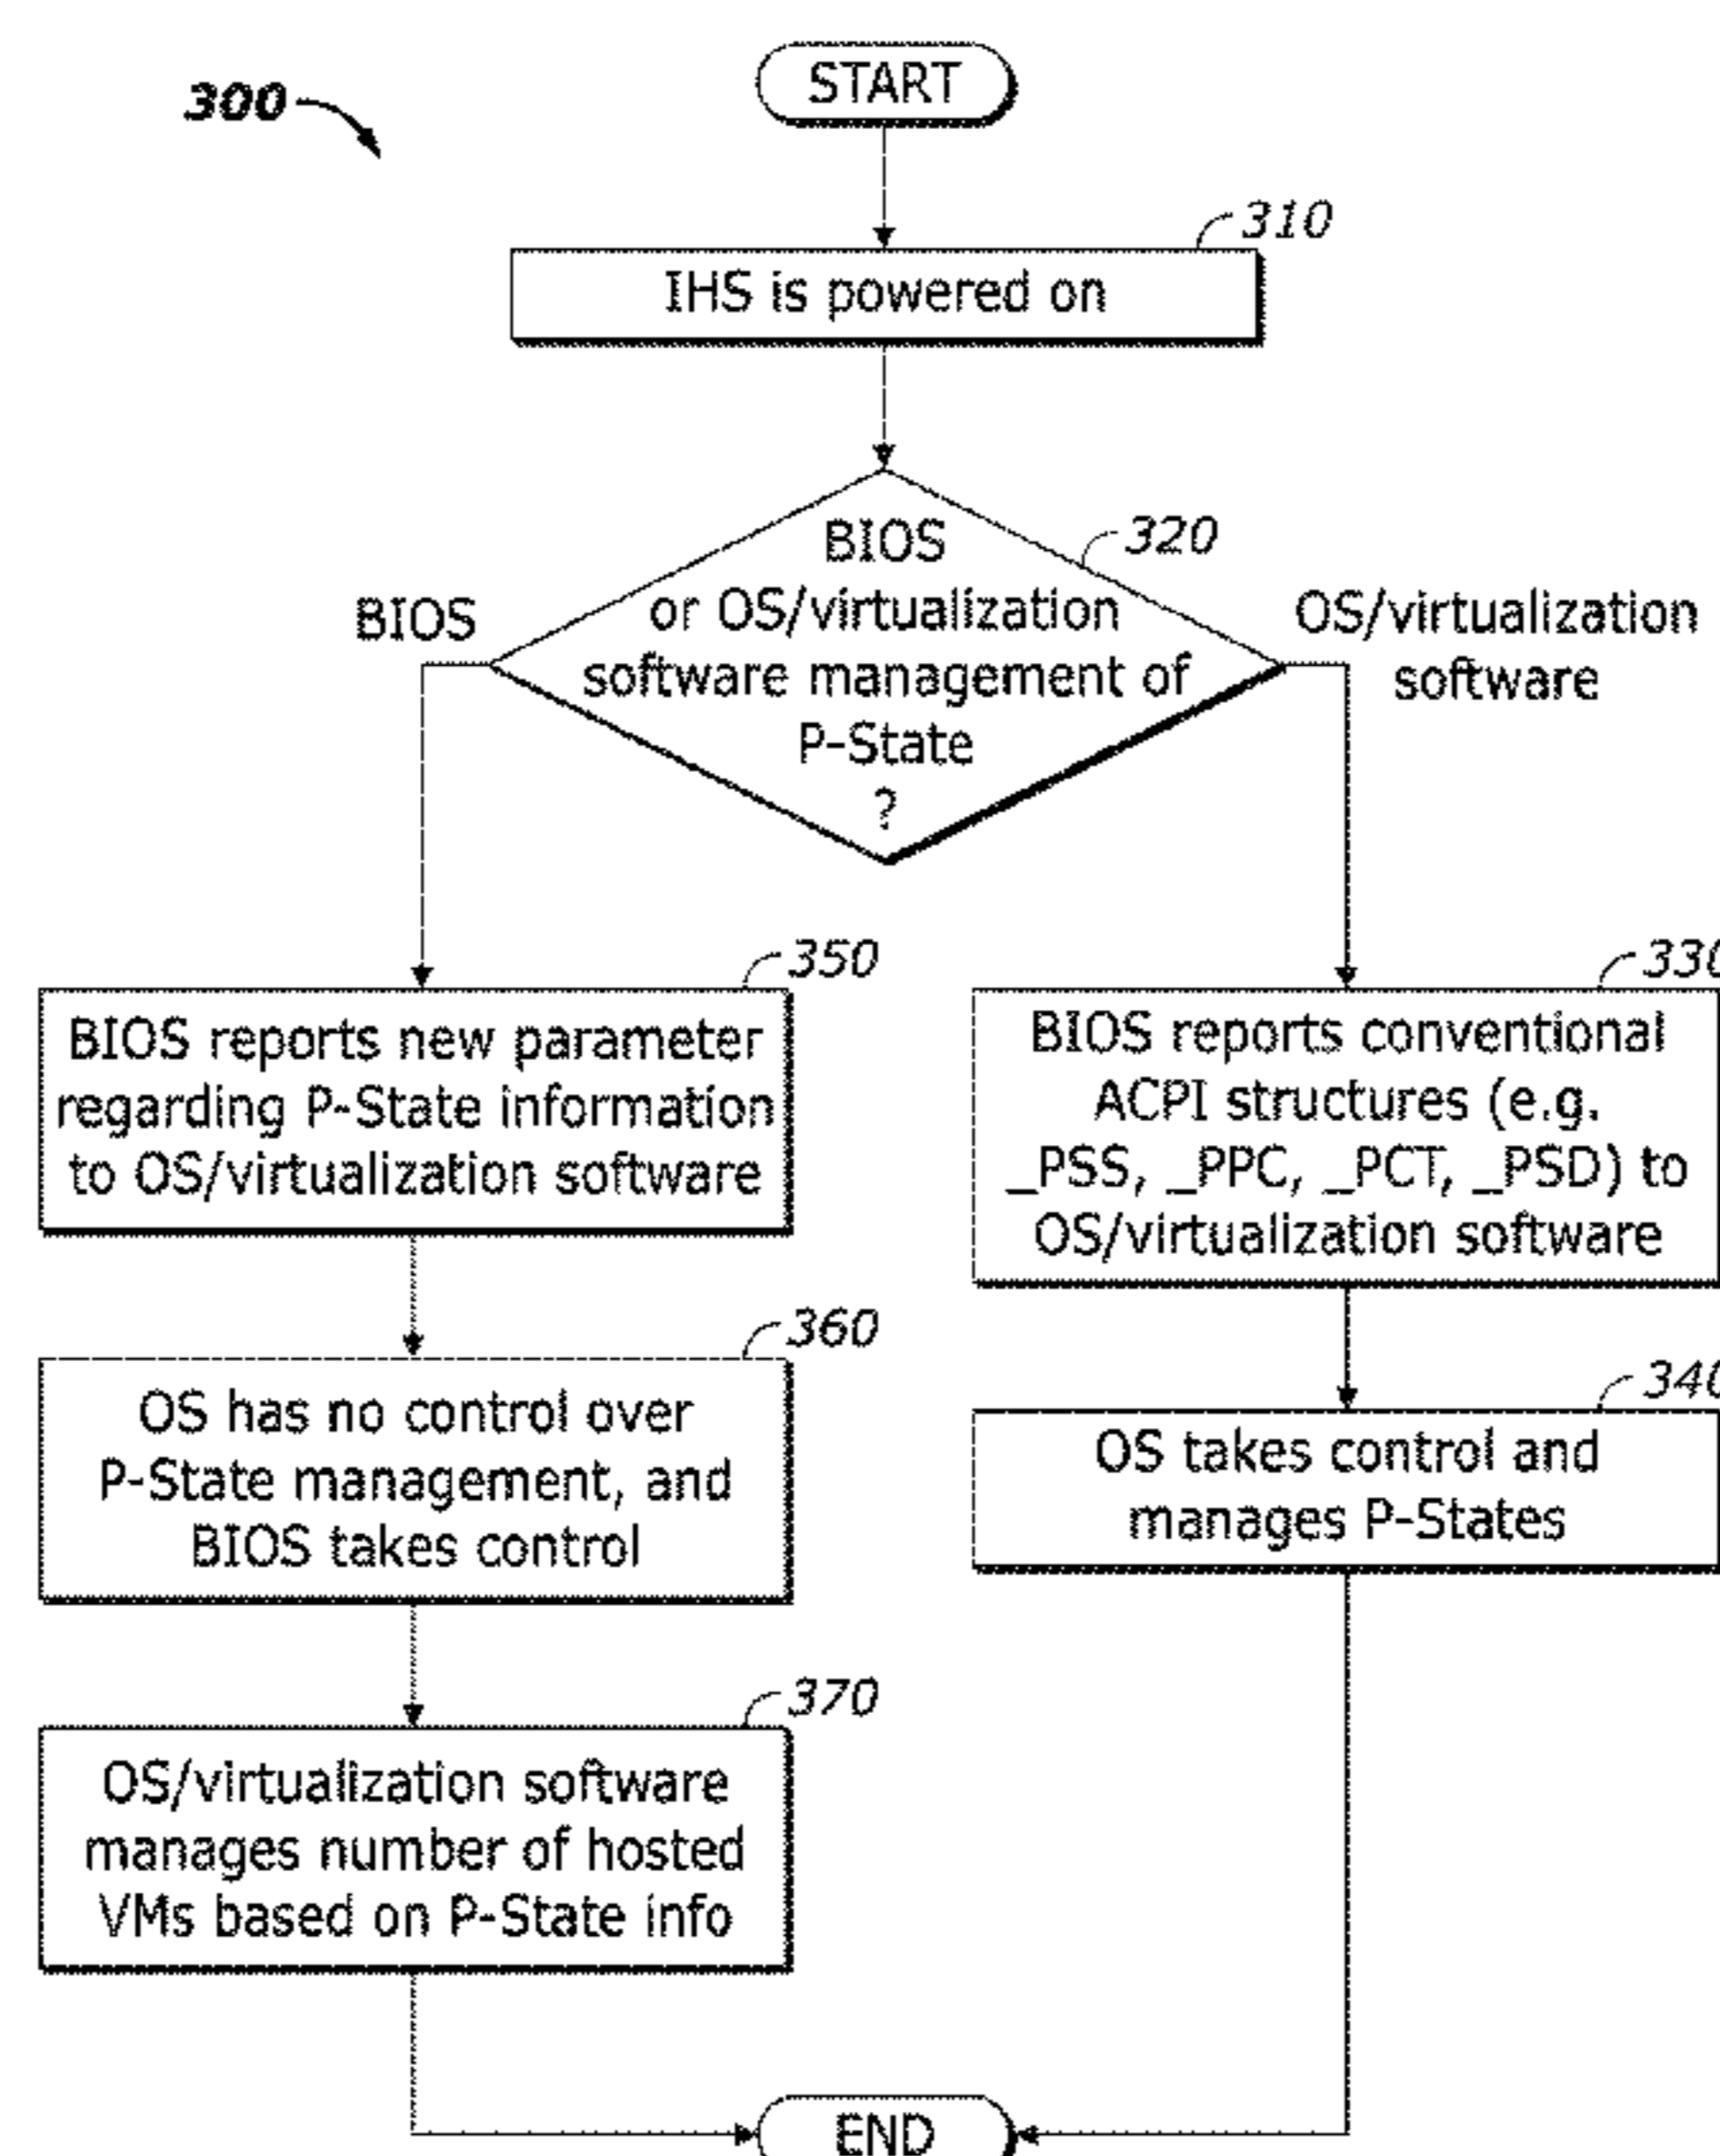 START
300
310
IHS is powered on
320
BIOS
or OS/virtualization
software management of
P-State
?
BIOS
OS/virtualization
software
350
BIOS reports new parameter
regarding P-State information
to OS/virtualization software
330
BIOS reports conventional
ACPI structures (e.g.
_PSS, _PPC, _PCT, _PSD) to
OS/virtualization software
360
OS has no control over
P-State management, and
BIOS takes control
340
OS takes control and
manages P-States
370
OS/virtualization software
manages number of hosted
VMs based on P-State info
END